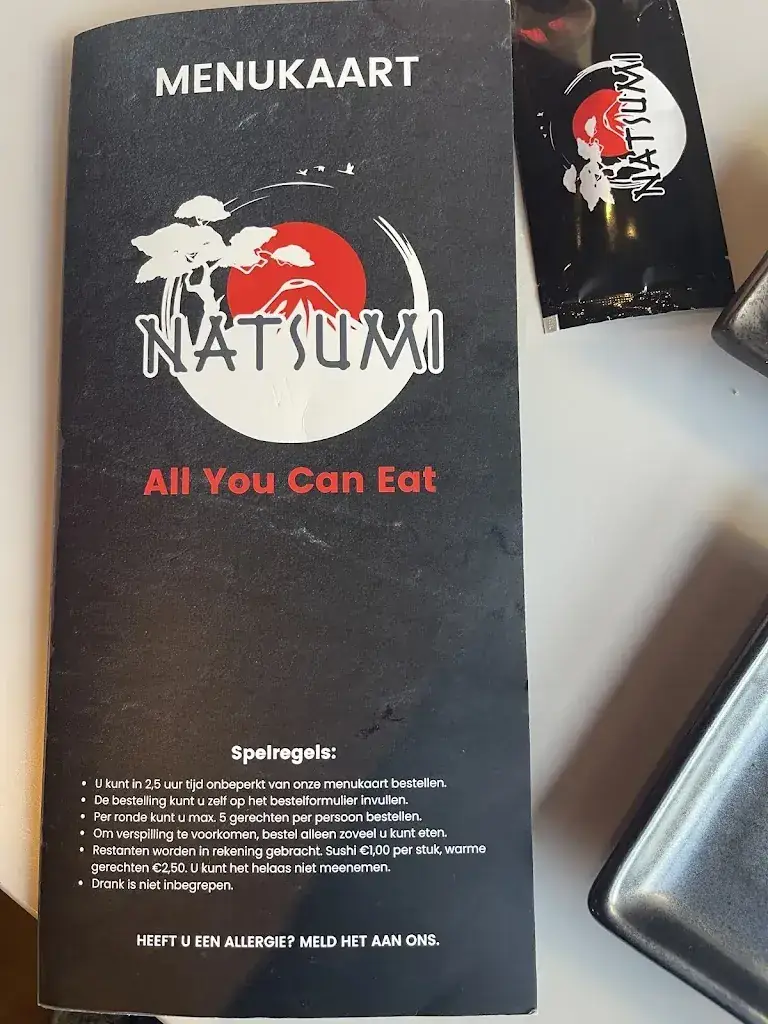 MENUKAART
NATSUMI
All You Can Eat
Spelregels:
• U kunt in 2,5 uur tijd onbeperkt van onze menukaart bestellen.
• De bestelling kunt u zelf op het bestelformulier invullen.
• Per ronde kunt u max. 5 gerechten per persoon bestellen.
• Om verspilling te voorkomen, bestel alleen zoveel u kunt eten.
• Restanten worden in rekening gebracht. Sushi €1,00 per stuk, warme
gerechten €2,50. U kunt het helaas niet meenemen.
• Drank is niet inbegrepen.
HEEFT U EEN ALLERGIE? MELD HET AAN ONS.
NATSUMI